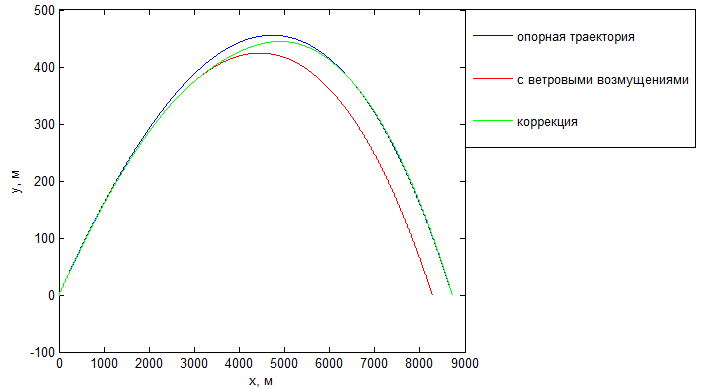 500
400
300
200
100
0
-100
y, м
0 1000 2000 3000 4000 5000 6000 7000 8000 9000
x, м
опорная траектория
с ветровыми возмущениями
коррекция